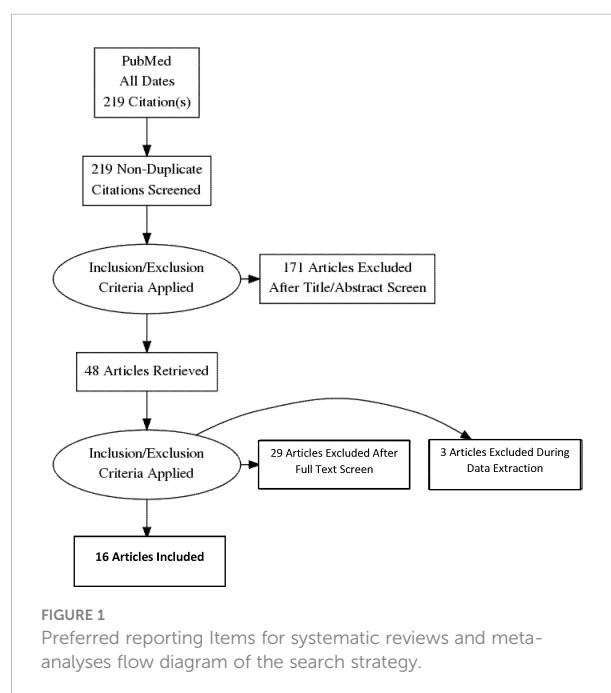 PubMed
All Dates
219 Citation(s)
219 Non-Duplicate
Citations Screened
Inclusion/Exclusion
Criteria Applied
171 Articles Excluded
After Title/Abstract Screen
48 Articles Retrieved
Inclusion/Exclusion
Criteria Applied
29 Articles Excluded After
Full Text Screen
3 Articles Excluded During
Data Extraction
16 Articles Included
FIGURE 1
Preferred reporting Items for systematic reviews and meta-
analyses flow diagram of the search strategy.